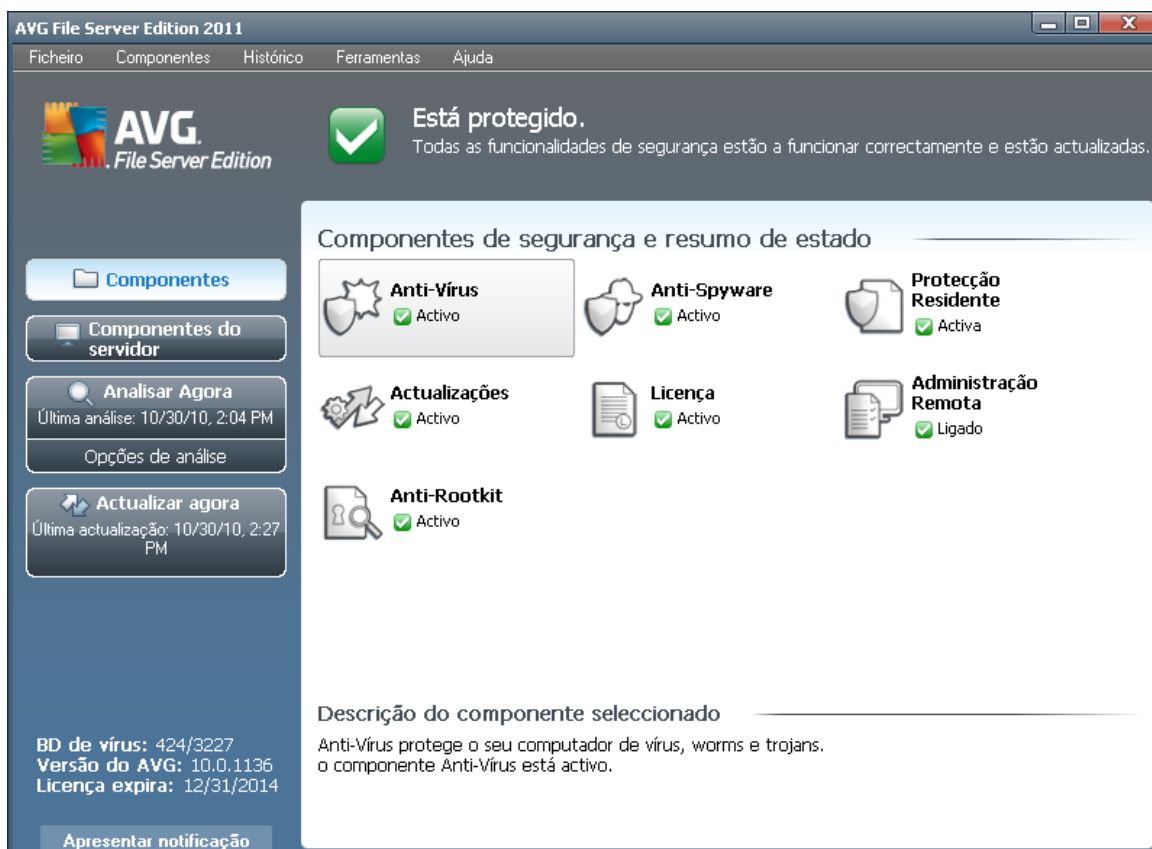 AVG File Server Edition 2011
Ficheiro Componentes Histórico Ferramentas Ajuda
AVG.
File Server Edition
Está protegido.
Todas as funcionalidades de segurança estão a funcionar correctamente e estão actualizadas.
Componentes
Componentes do
servidor
Analisar Agora
Última análise: 10/30/10, 2:04 PM
Opções de análise
Actualizar agora
Última actualização: 10/30/10, 2:27
PM
BD de vírus: 424/3227
Versão do AVG: 10.0.1136
Licença expira: 12/31/2014
Apresentar notificação
Componentes de segurança e resumo de estado
Anti-Vírus
Activo
Anti-Spyware
Activo
Protecção
Residente
Activa
Actualizações
Activo
Licença
Activo
Administração
Remota
Ligado
Anti-Rootkit
Activo
Descrição do componente seleccionado
Anti-Vírus protege o seu computador de vírus, worms e trojans.
o componente Anti-Vírus está activo.